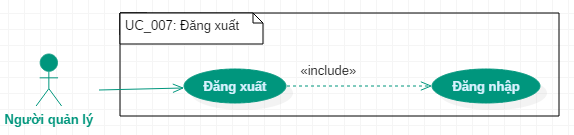 UC_007: Đăng xuất
«include»
Đăng xuất
Đăng nhập
Người quản lý